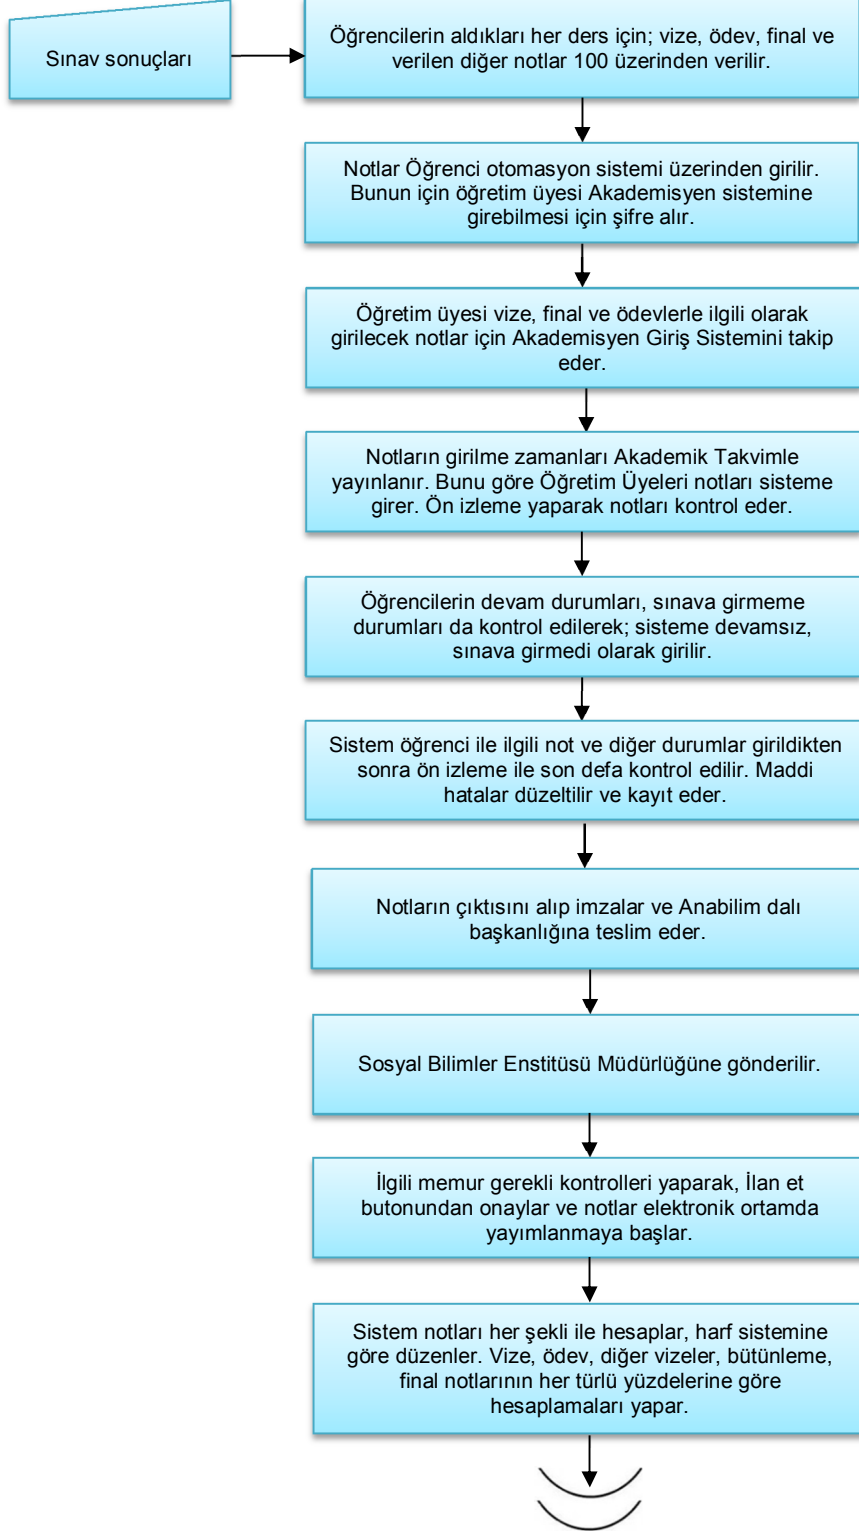 Sınav sonuçları
Öğrencilerin aldıkları her ders için; vize, ödev, final ve
verilen diğer notlar 100 üzerinden verilir.
Notlar Öğrenci otomasyon sistemi üzerinden girilir.
Bunun için öğretim üyesi Akademisyen sistemine
girebilmesi için şifre alır.
Öğretim üyesi vize, final ve ödevlerle ilgili olarak
girilecek notlar için Akademisyen Giriş Sistemini takip
eder.
Notların girilme zamanları Akademik Takvimle
yayınlanır. Bunu göre Öğretim Üyeleri notları sisteme
girer. Ön izleme yaparak notları kontrol eder.
Öğrencilerin devam durumları, sınava girmeme
durumları da kontrol edilerek; sisteme devamsız,
sınava girmedi olarak girilir.
Sistem öğrenci ile ilgili not ve diğer durumlar girildikten
sonra ön izleme ile son defa kontrol edilir. Maddi
hatalar düzeltilir ve kayıt eder.
Notların çıktısını alıp imzalar ve Anabilim dalı
başkanlığına teslim eder.
Sosyal Bilimler Enstitüsü Müdürlüğüne gönderilir.
İlgili memur gerekli kontrolleri yaparak, İlan et
butonundan onaylar ve notlar elektronik ortamda
yayımlanmaya başlar.
Sistem notları her şekli ile hesaplar, harf sistemine
göre düzenler. Vize, ödev, diğer vizeler, bütünleme,
final notlarının her türlü yüzdelerine göre
hesaplamaları yapar.